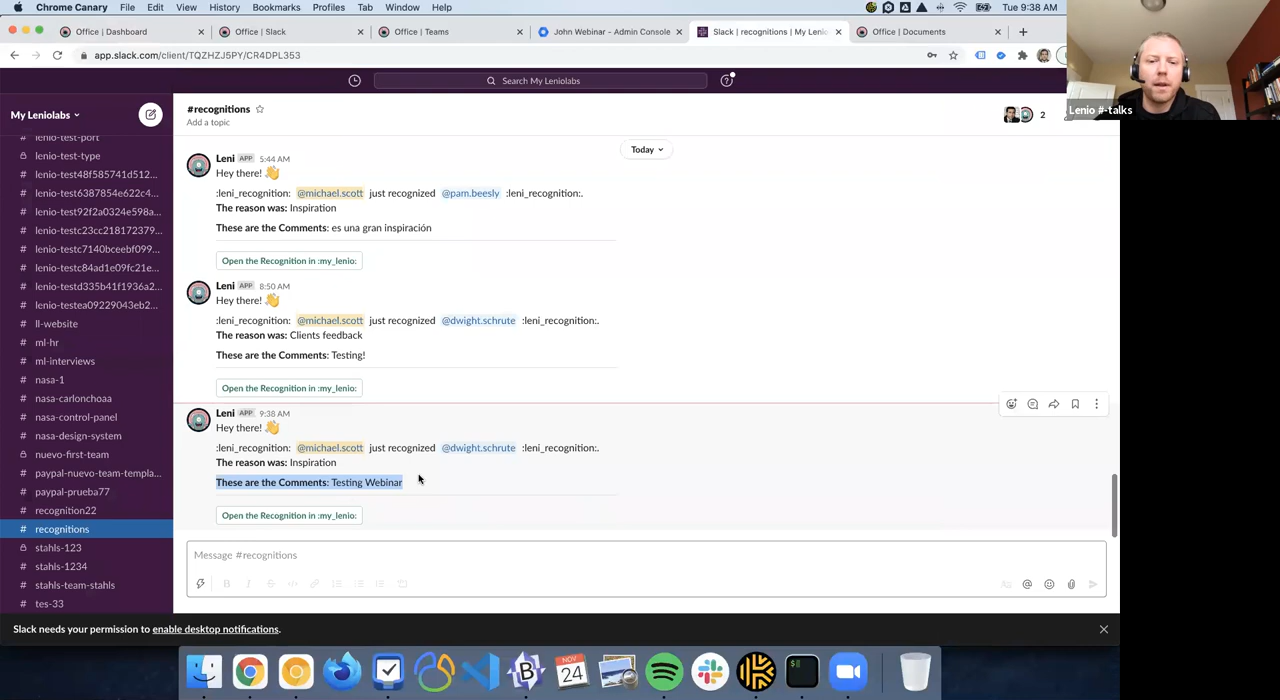 Chrome Canary File Edit View History Bookmarks Profiles Tab Window Help Tue 9:38 AM
Office | Dashboard
Office | Slack
Office | Teams
John Webinar - Admin Console
Slack | recognitions | My Lenio
Office | Documents
app.slack.com/client/TQZHZJ5PY/CR4DPL353
Search My Leniolabs
My Leniolabs
#recognitions
Add a topic
2
Lenio #-talks
lenio-test-port
lenio-test-type
# lenio-test48f585741d512...
# lenio-test6387854e622c4...
# lenio-test92f2a0324e598a...
# lenio-testc23cc218172379...
# lenio-testc7140bceebf099...
# lenio-testc84ad1e09fc21e...
# lenio-testd335b41f1936a2...
# lenio-testea09229043eb2...
# ll-website
# ml-hr
# ml-interviews
# nasa-1
# nasa-carlonchoaa
# nasa-control-panel
# nasa-design-system
nuevo-first-team
# paypal-nuevo-team-templa...
# paypal-prueba77
# recognition22
# recognitions
stahls-123
# stahls-1234
# stahls-team-stahls
# tes-33
Today
Leni APP 5:44 AM
Hey there!
:leni_recognition: @michael.scott just recognized @pam.beesly :leni_recognition:.
The reason was: Inspiration
These are the Comments: es una gran inspiración
Open the Recognition in :my_lenio:
Leni APP 8:50 AM
Hey there!
:leni_recognition: @michael.scott just recognized @dwight.schrute :leni_recognition:.
The reason was: Clients feedback
These are the Comments: Testing!
Open the Recognition in :my_lenio:
Leni APP 9:38 AM
Hey there!
:leni_recognition: @michael.scott just recognized @dwight.schrute :leni_recognition:.
The reason was: Inspiration
These are the Comments: Testing Webinar
Open the Recognition in :my_lenio:
Message #recognitions
Slack needs your permission to enable desktop notifications.
NOV
24